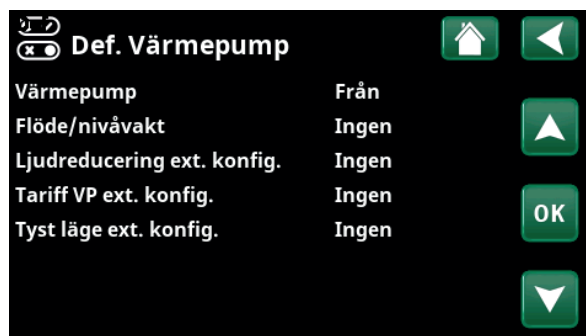 Def. Värmepump
Värmepump Från
Flöde/nivåvakt Ingen
Ljudreducering ext. konfig. Ingen
Tariff VP ext. konfig. Ingen
Tyst läge ext. konfig. Ingen
OK